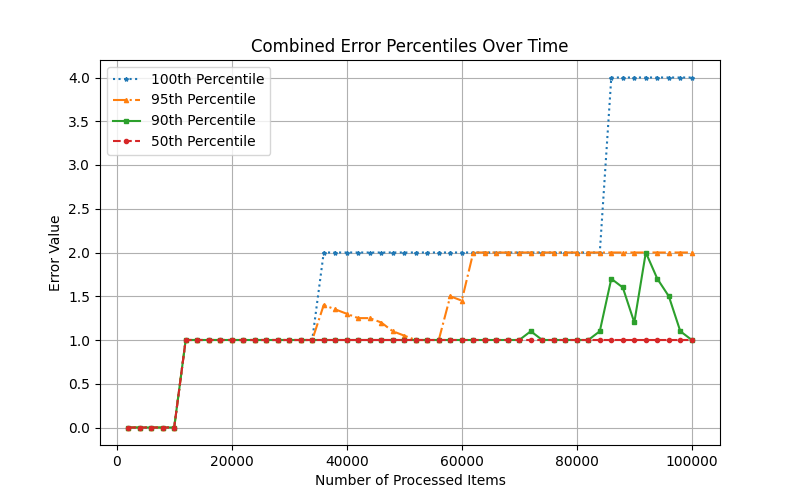 Combined Error Percentiles Over Time
100th Percentile
95th Percentile
90th Percentile
50th Percentile
4.0
3.5
3.0
2.5
2.0
1.5
1.0
0.5
0.0
Error Value
0 20000 40000 60000 80000 100000
Number of Processed Items